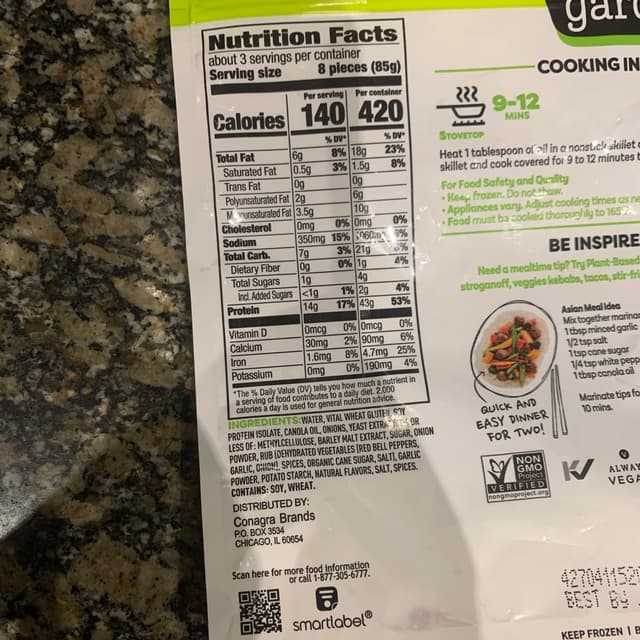 gar
Nutrition Facts
about 3 servings per container
Serving size 8 pieces (85g)
Per serving Per container
Calories 140 420
% DV* % DV*
Total Fat 6g 8% 18g 23%
Saturated Fat 0.5g 3% 1.5g 8%
Trans Fat 0g 0g
Polyunsaturated Fat 2g 6g
Monounsaturated Fat 3.5g 10g
Cholesterol 0mg 0% 0mg 0%
Sodium 350mg 15%
Total Carb. 7g 3% 21g
Dietary Fiber 0g 0% 1g 4%
Total Sugars 1g 4g
Incl. Added Sugars <1g 1% 2g 4%
Protein 14g 17% 43g 53%
Vitamin D 0mcg 0% 0mcg 0%
Calcium 30mg 2% 90mg 6%
Iron 1.6mg 8% 4.7mg 25%
Potassium 0mg 0% 190mg 4%
*The % Daily Value (DV) tells you how much a nutrient in
a serving of food contributes to a daily diet. 2,000
calories a day is used for general nutrition advice.
INGREDIENTS: WATER, VITAL WHEAT GLUTEN, SOY
PROTEIN ISOLATE, CANOLA OIL, ONIONS, YEAST EXTRACT, OR
LESS OF: METHYLCELLULOSE, BARLEY MALT EXTRACT, SUGAR, ONION
POWDER, RUB (DEHYDRATED VEGETABLES [RED BELL PEPPERS,
GARLIC, ONION], SPICES, ORGANIC CANE SUGAR, SALT), GARLIC
POWDER, POTATO STARCH, NATURAL FLAVORS, SALT, SPICES.
CONTAINS: SOY, WHEAT.
DISTRIBUTED BY:
Conagra Brands
P.O. BOX 3534
CHICAGO, IL 60654
Scan here for more food information
or call 1-877-305-6777.
smartlabel®
COOKING IN
9-12
MINS
STOVETOP
Heat 1 tablespoon of oil in a nonstick skillet
skillet and cook covered for 9 to 12 minutes
For Food Safety and Quality
• Keep frozen. Do not thaw.
• Appliances vary. Adjust cooking times as
• Food must be cooked thoroughly to 165
BE INSPIRE
Need a mealtime tip? Try Plant-Based
stroganoff, veggies kebabs, tacos, stir-fri
Asian Meal Idea
Mix together marinar
1 tbsp minced garlic
1/2 tsp salt
1 tsp cane sugar
1/4 tsp white pepp
1 tbsp canola oil
Marinate tips fo
10 mins.
QUICK AND
EASY DINNER
FOR TWO!
NON
GMO
Project
VERIFIED
nongmoproject.org
ALWAY
VEGA
BEST BY
KEEP FROZEN